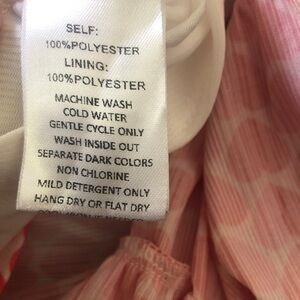 SELF:
100%POLYESTER
LINING:
100%POLYESTER
MACHINE WASH
COLD WATER
GENTLE CYCLE ONLY
WASH INSIDE OUT
SEPARATE DARK COLORS
NON CHLORINE
MILD DETERGENT ONLY
HANG DRY OR FLAT DRY